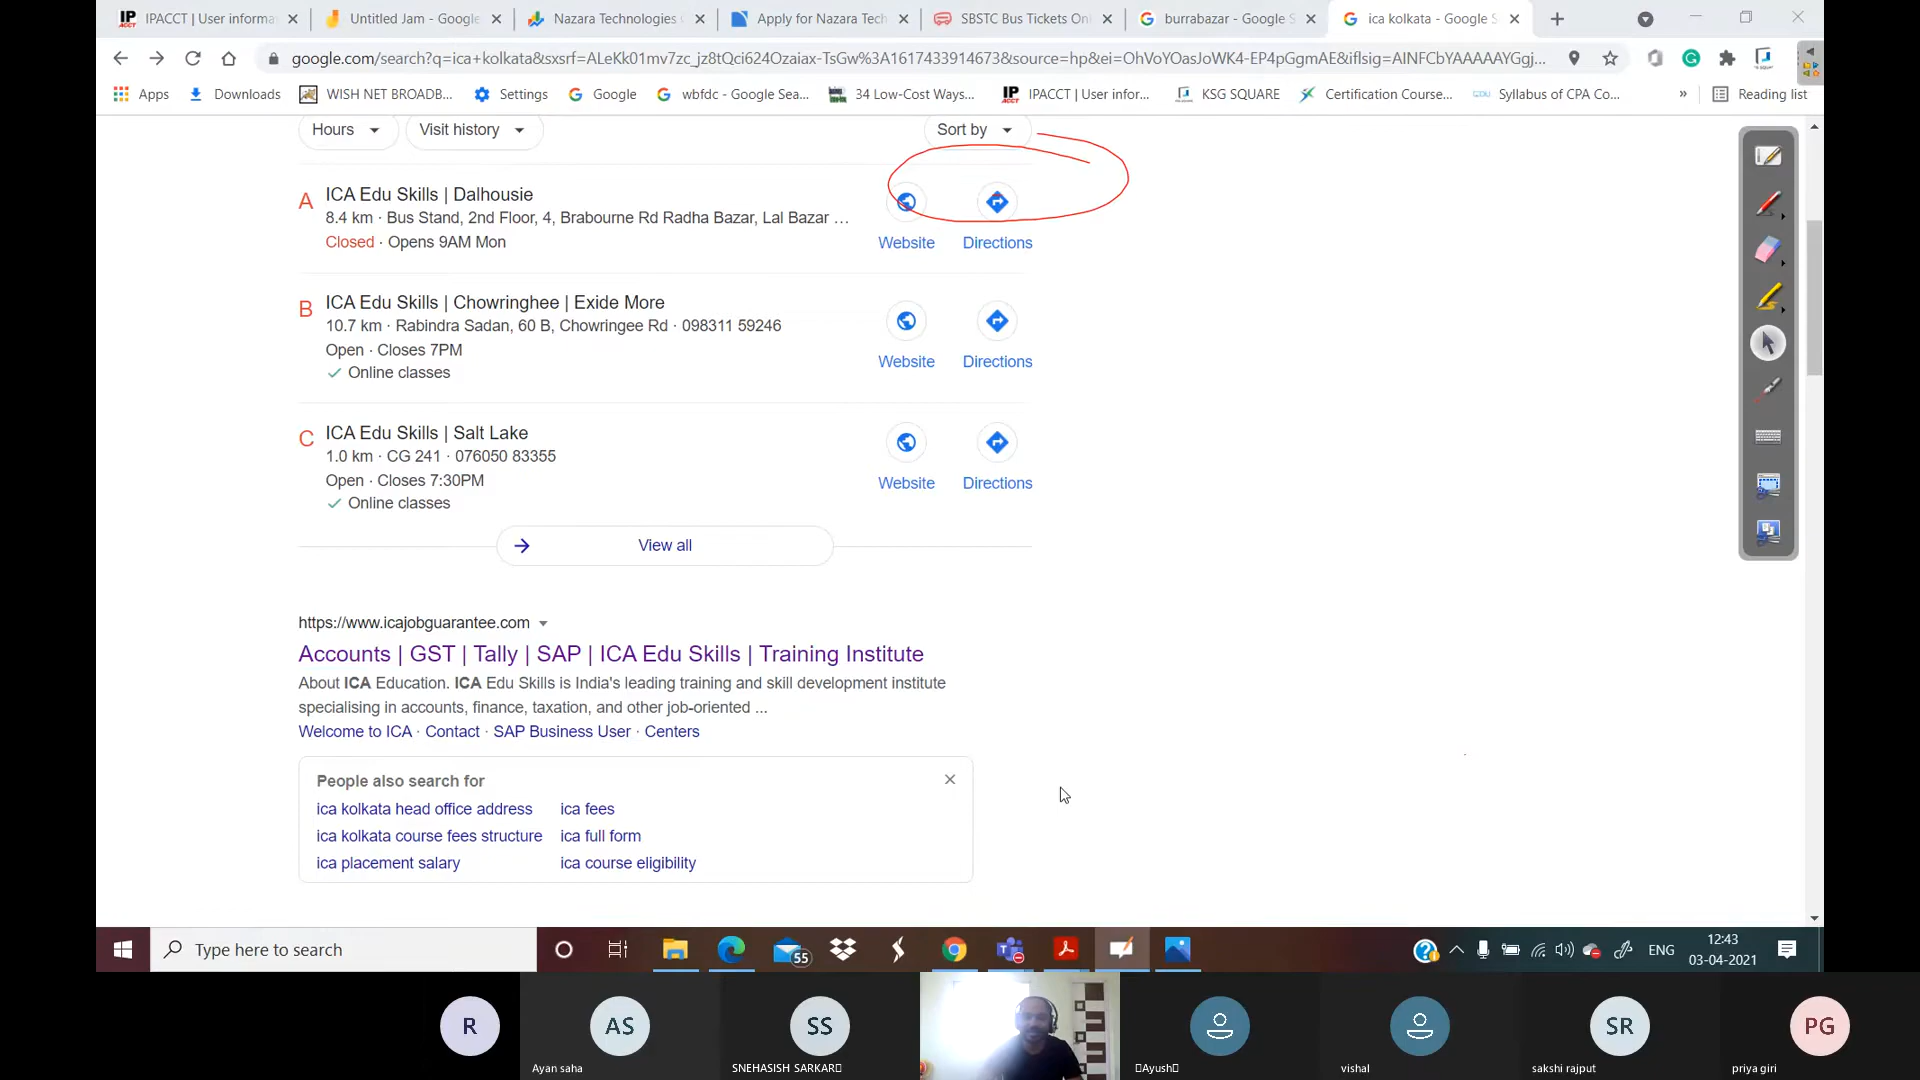 IPACCT | User informa
Untitled Jam - Google
Nazara Technologies
Apply for Nazara Tech
SBSTC Bus Tickets Onl
burrabazar - Google S
ica kolkata - Google S
google.com/search?q=ica+kolkata&sxsrf=ALeKk01mv7zc_jz8tQci624Ozaiax-TsGw%3A1617433914673&source=hp&ei=OhVoYOasJoWK4-EP4pGgmAE&iflsig=AINFCbYAAAAAYGgj...
Apps
Downloads
WISH NET BROADB...
Settings
Google
wbfdc - Google Sea...
34 Low-Cost Ways...
IPACCT | User infor...
KSG SQUARE
Certification Course...
Syllabus of CPA Co...
»
Reading list
Hours
Visit history
Sort by
A
ICA Edu Skills | Dalhousie
8.4 km · Bus Stand, 2nd Floor, 4, Brabourne Rd Radha Bazar, Lal Bazar ...
Closed · Opens 9AM Mon
Website
Directions
B
ICA Edu Skills | Chowringhee | Exide More
10.7 km · Rabindra Sadan, 60 B, Chowringee Rd · 098311 59246
Open · Closes 7PM
Online classes
Website
Directions
C
ICA Edu Skills | Salt Lake
1.0 km · CG 241 · 076050 83355
Open · Closes 7:30PM
Online classes
Website
Directions
View all
https://www.icajobguarantee.com
Accounts | GST | Tally | SAP | ICA Edu Skills | Training Institute
About ICA Education. ICA Edu Skills is India's leading training and skill development institute
specialising in accounts, finance, taxation, and other job-oriented ...
Welcome to ICA · Contact · SAP Business User · Centers
People also search for
ica kolkata head office address
ica fees
ica kolkata course fees structure
ica full form
ica placement salary
ica course eligibility
Type here to search
55
ENG
12:43
03-04-2021
R
AS
SS
SR
PG
Ayan saha
SNEHASISH SARKAR
Ayush
vishal
sakshi rajput
priya giri